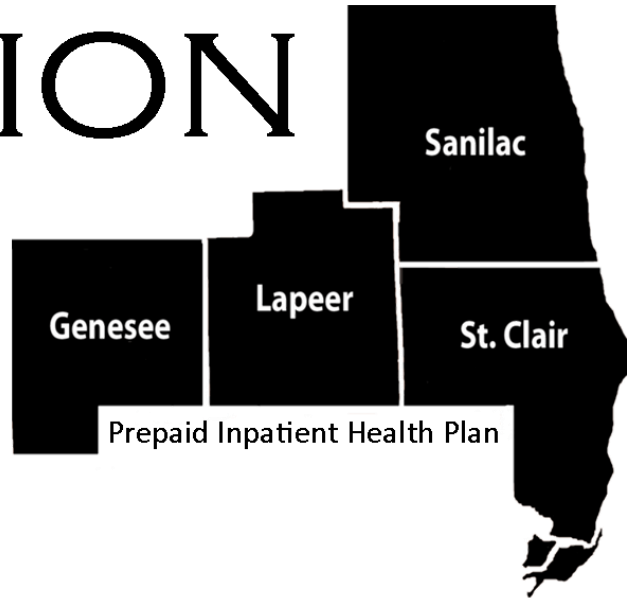 ION
Sanilac
Lapeer
Genesee
St. Clair
Prepaid Inpatient Health Plan